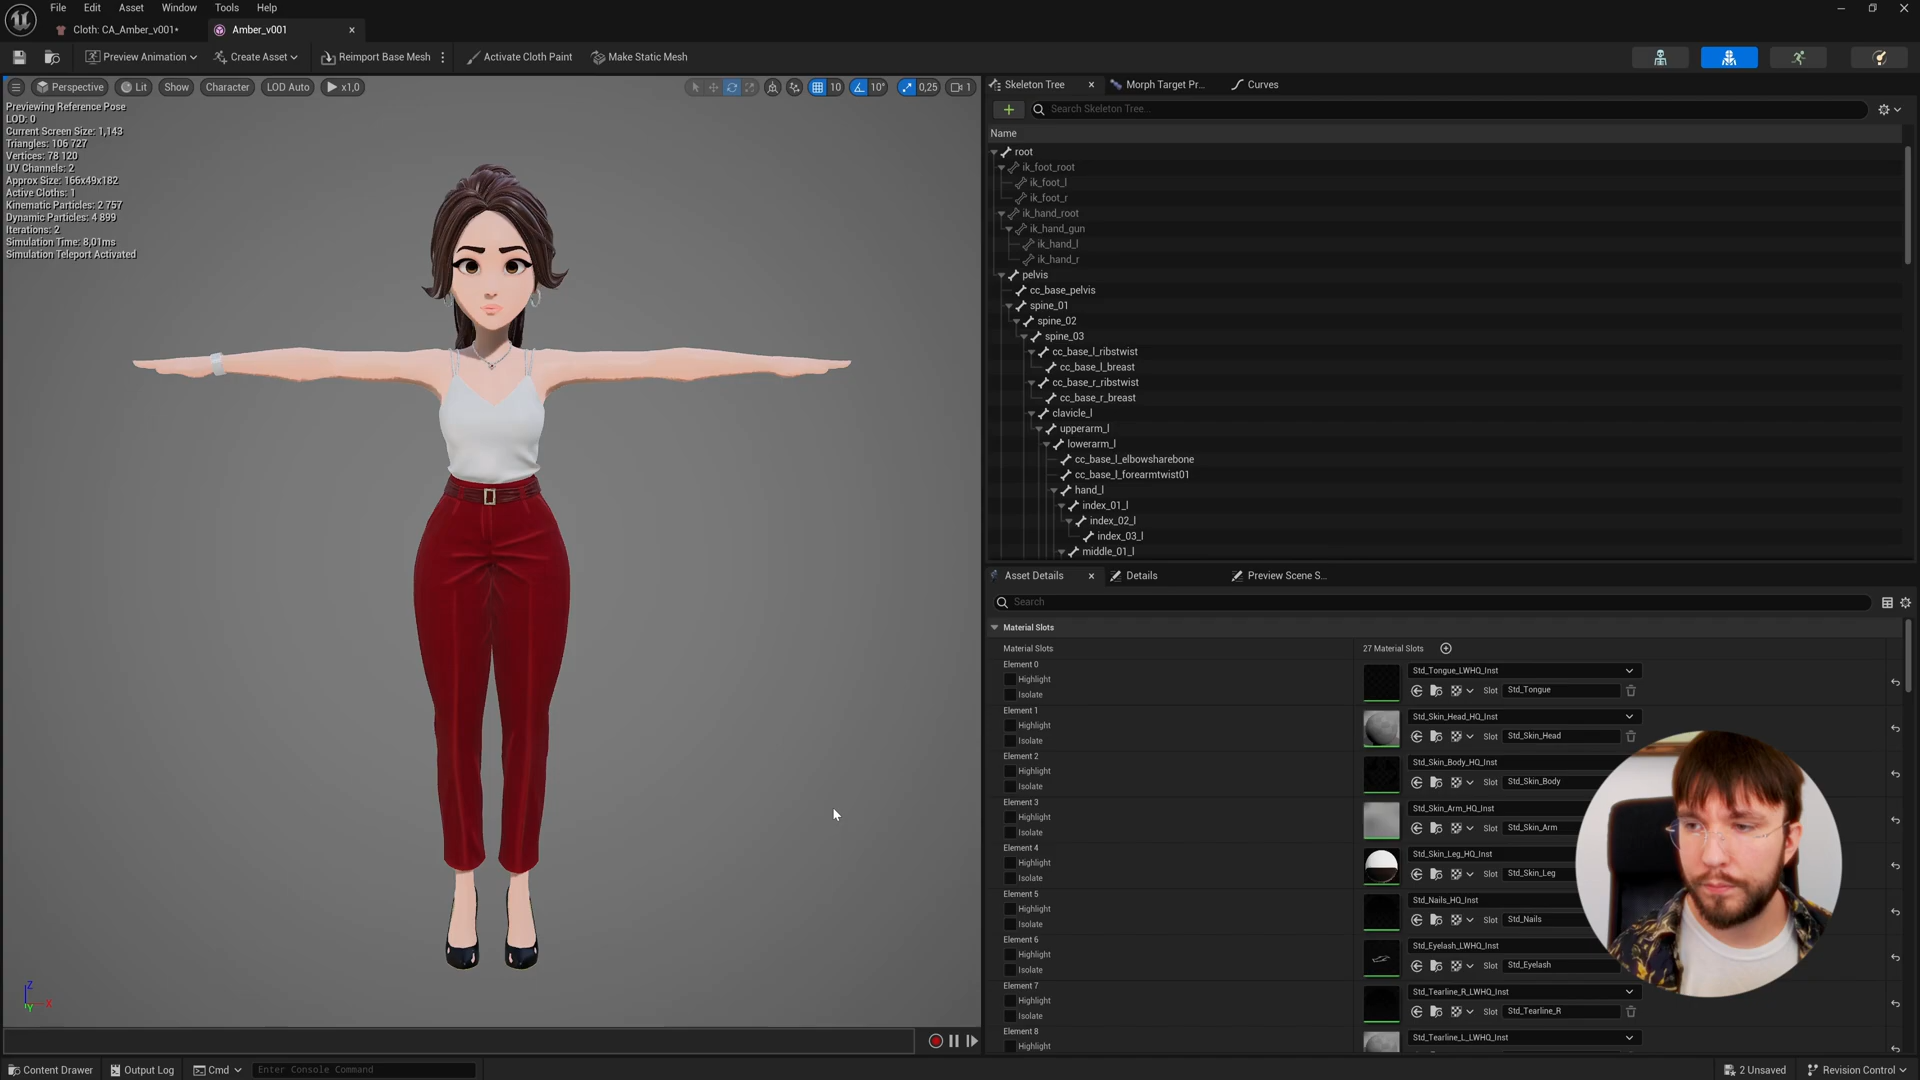 File Edit Asset Window Tools Help
Cloth: CA_Amber_v001* Amber_v001
Preview Animation Create Asset Reimport Base Mesh Activate Cloth Paint Make Static Mesh
Perspective Lit Show Character LOD Auto x1,0 10 10° 0,25 1
Previewing Reference Pose
LOD: 0
Current Screen Size: 1,143
Triangles: 106 727
Vertices: 78 120
UV Channels: 2
Approx Size: 166x49x182
Active Cloths: 1
Kinematic Particles: 2 757
Dynamic Particles: 4 899
Iterations: 2
Simulation Time: 8,01ms
Simulation Teleport Activated
Z
X
Y
Skeleton Tree Morph Target Pr... Curves
Search Skeleton Tree...
Name
root
ik_foot_root
ik_foot_l
ik_foot_r
ik_hand_root
ik_hand_gun
ik_hand_l
ik_hand_r
pelvis
cc_base_pelvis
spine_01
spine_02
spine_03
cc_base_l_ribstwist
cc_base_l_breast
cc_base_r_ribstwist
cc_base_r_breast
clavicle_l
upperarm_l
lowerarm_l
cc_base_l_elbowsharebone
cc_base_l_forearmtwist01
hand_l
index_01_l
index_02_l
index_03_l
middle_01_l
Asset Details Details Preview Scene S...
Search
Material Slots
Material Slots 27 Material Slots
Element 0 Std_Tongue_LWHQ_Inst
Highlight
Isolate Slot Std_Tongue
Element 1 Std_Skin_Head_HQ_Inst
Highlight
Isolate Slot Std_Skin_Head
Element 2 Std_Skin_Body_HQ_Inst
Highlight
Isolate Slot Std_Skin_Body
Element 3 Std_Skin_Arm_HQ_Inst
Highlight
Isolate Slot Std_Skin_Arm
Element 4 Std_Skin_Leg_HQ_Inst
Highlight
Isolate Slot Std_Skin_Leg
Element 5 Std_Nails_HQ_Inst
Highlight
Isolate Slot Std_Nails
Element 6 Std_Eyelash_LWHQ_Inst
Highlight
Isolate Slot Std_Eyelash
Element 7 Std_Tearline_R_LWHQ_Inst
Highlight
Isolate Slot Std_Tearline_R
Element 8 Std_Tearline_L_LWHQ_Inst
Highlight
Content Drawer Output Log Cmd Enter Console Command 2 Unsaved Revision Control